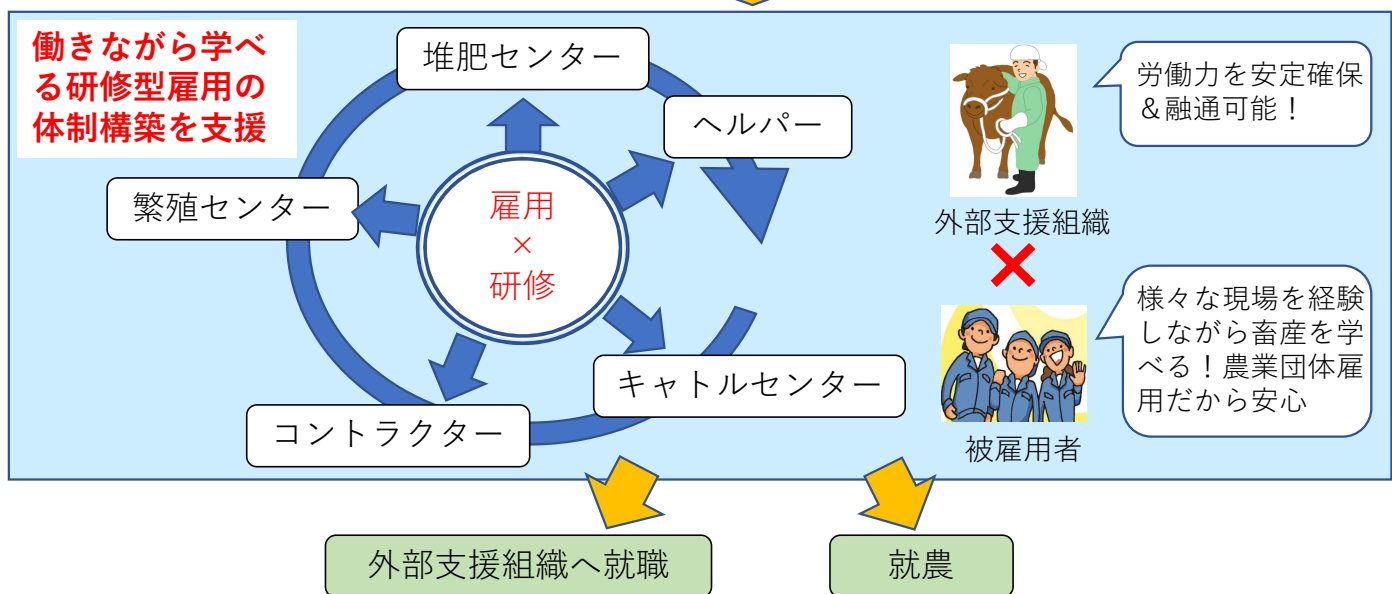 働きながら学べ
る研修型雇用の
体制構築を支援
堆肥センター
ヘルパー
繁殖センター
雇用
×
研修
キャトルセンター
コントラクター
労働力を安定確保
＆融通可能！
外部支援組織
様々な現場を経験
しながら畜産を学
べる！農業団体雇
用だから安心
被雇用者
外部支援組織へ就職
就農